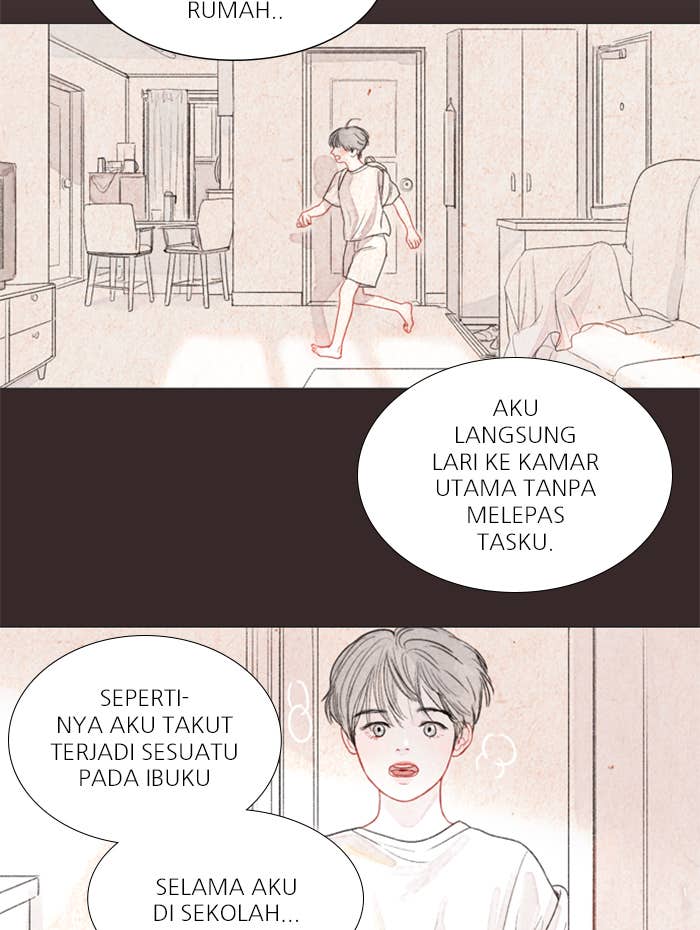 RUMAH..
AKU
LANGSUNG
LARI KE KAMAR
UTAMA TANPA
MELEPAS
TASKU.
SEPERTI-
NYA AKU TAKUT
TERJADI SESUATU
PADA IBUKU
SELAMA AKU
DI SEKOLAH...